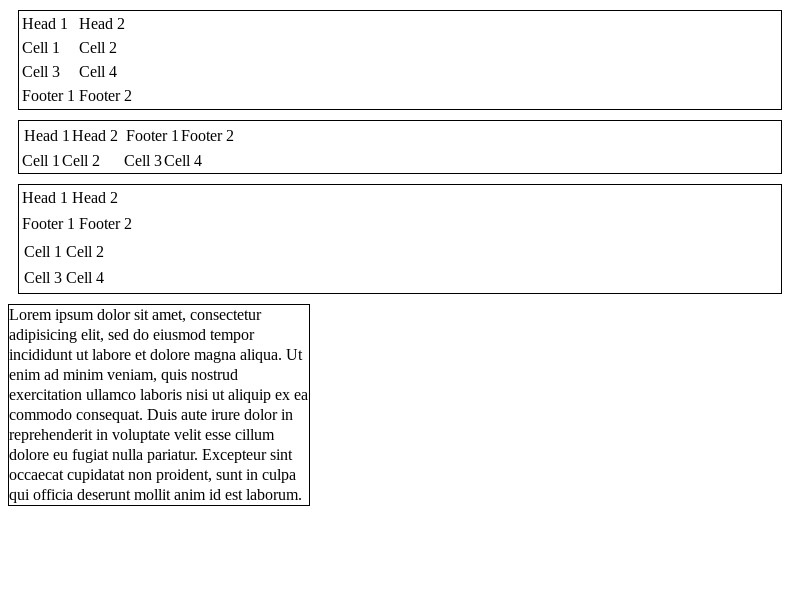 Head 1 Head 2
Cell 1 Cell 2
Cell 3 Cell 4
Footer 1 Footer 2
Head 1 Head 2 Footer 1 Footer 2
Cell 1 Cell 2 Cell 3 Cell 4
Head 1 Head 2
Footer 1 Footer 2
Cell 1 Cell 2
Cell 3 Cell 4
Lorem ipsum dolor sit amet, consectetur
adipisicing elit, sed do eiusmod tempor
incididunt ut labore et dolore magna aliqua. Ut
enim ad minim veniam, quis nostrud
exercitation ullamco laboris nisi ut aliquip ex ea
commodo consequat. Duis aute irure dolor in
reprehenderit in voluptate velit esse cillum
dolore eu fugiat nulla pariatur. Excepteur sint
occaecat cupidatat non proident, sunt in culpa
qui officia deserunt mollit anim id est laborum.